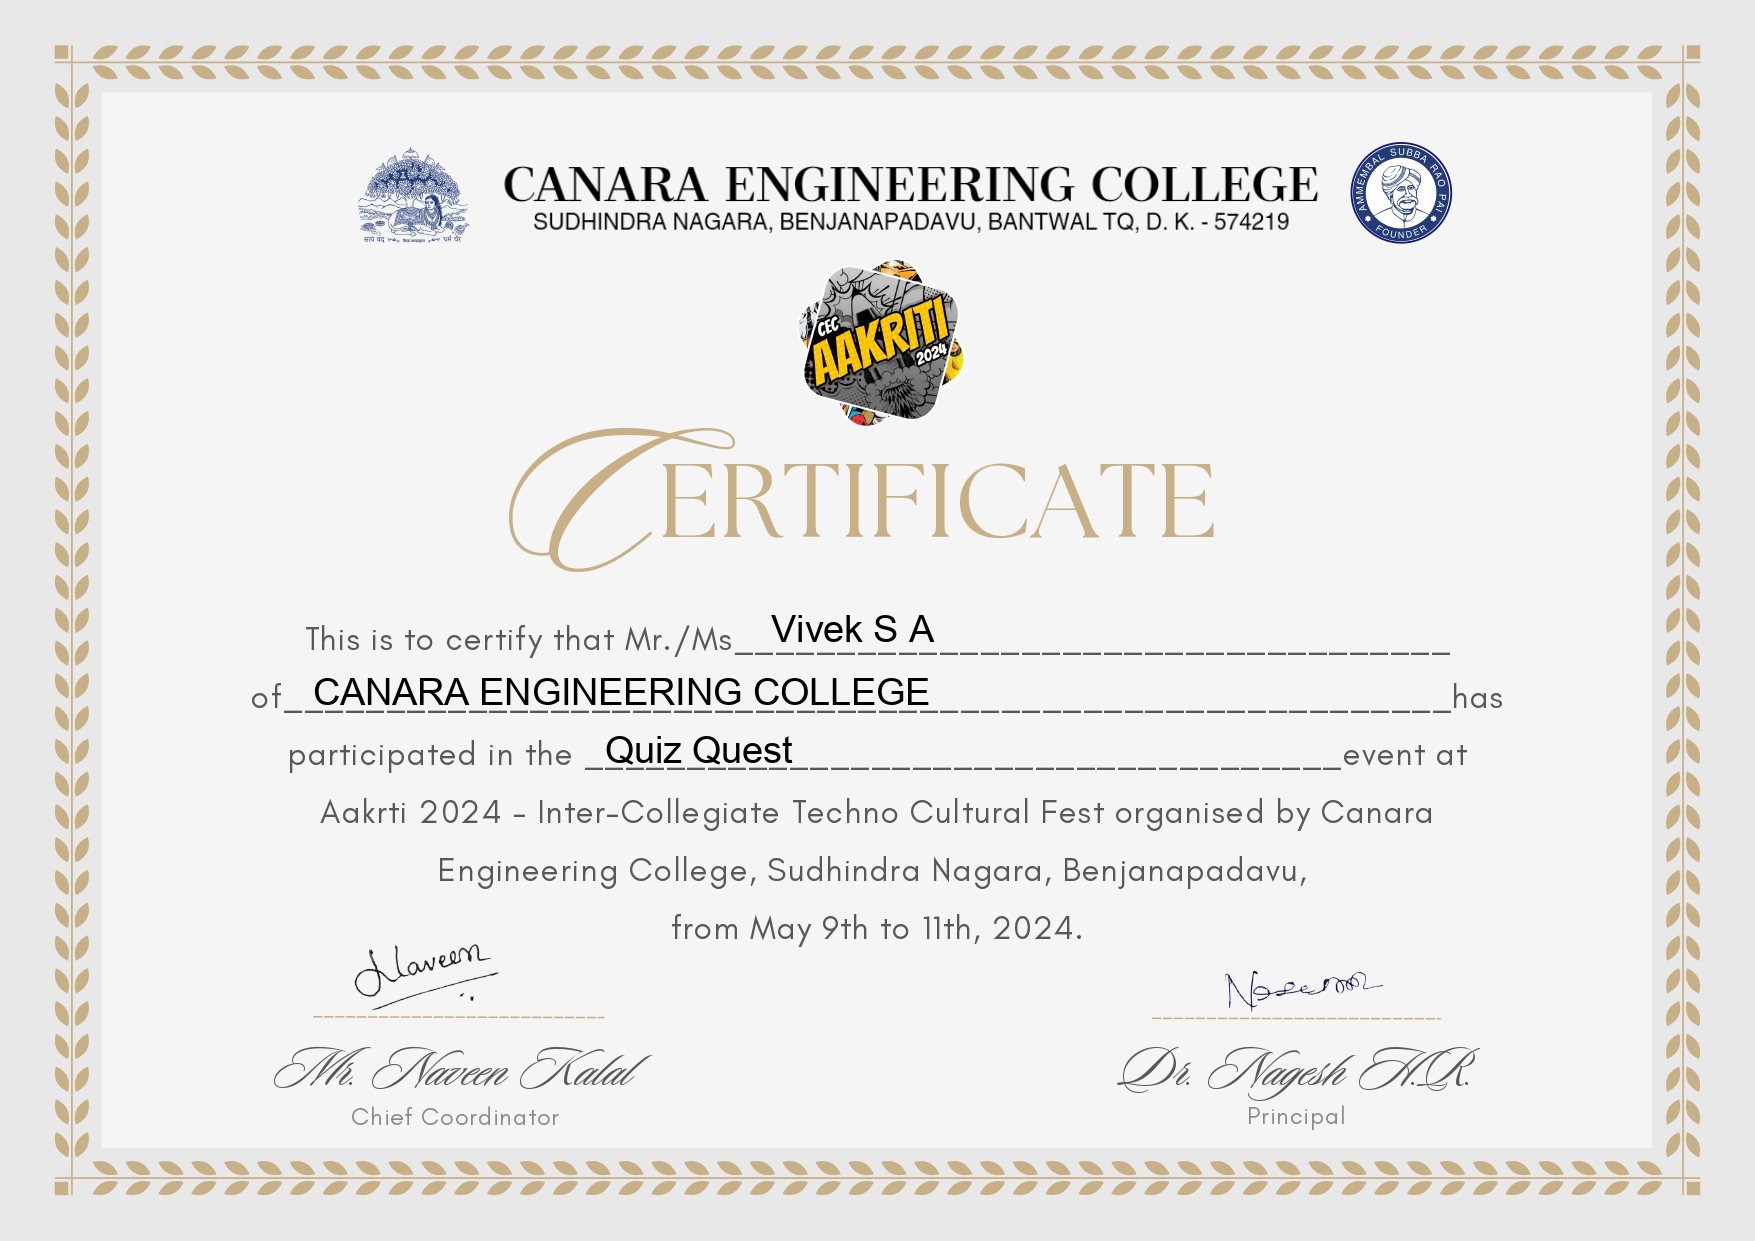 CANARA ENGINEERING COLLEGE
SUDHINDRA NAGARA, BENJANAPADAVU, BANTWAL TQ, D. K. - 574219
AMMEMBAL SUBBA RAO PAI
FOUNDER
CEC
AAKRITI
2024
CERTIFICATE
This is to certify that Mr./Ms Vivek S A
of CANARA ENGINEERING COLLEGE has
participated in the Quiz Quest event at
Aakrti 2024 - Inter-Collegiate Techno Cultural Fest organised by Canara
Engineering College, Sudhindra Nagara, Benjanapadavu,
from May 9th to 11th, 2024.
Naveen
Mr. Naveen Kalal
Dr. Nagesh H.R.
Chief Coordinator
Principal